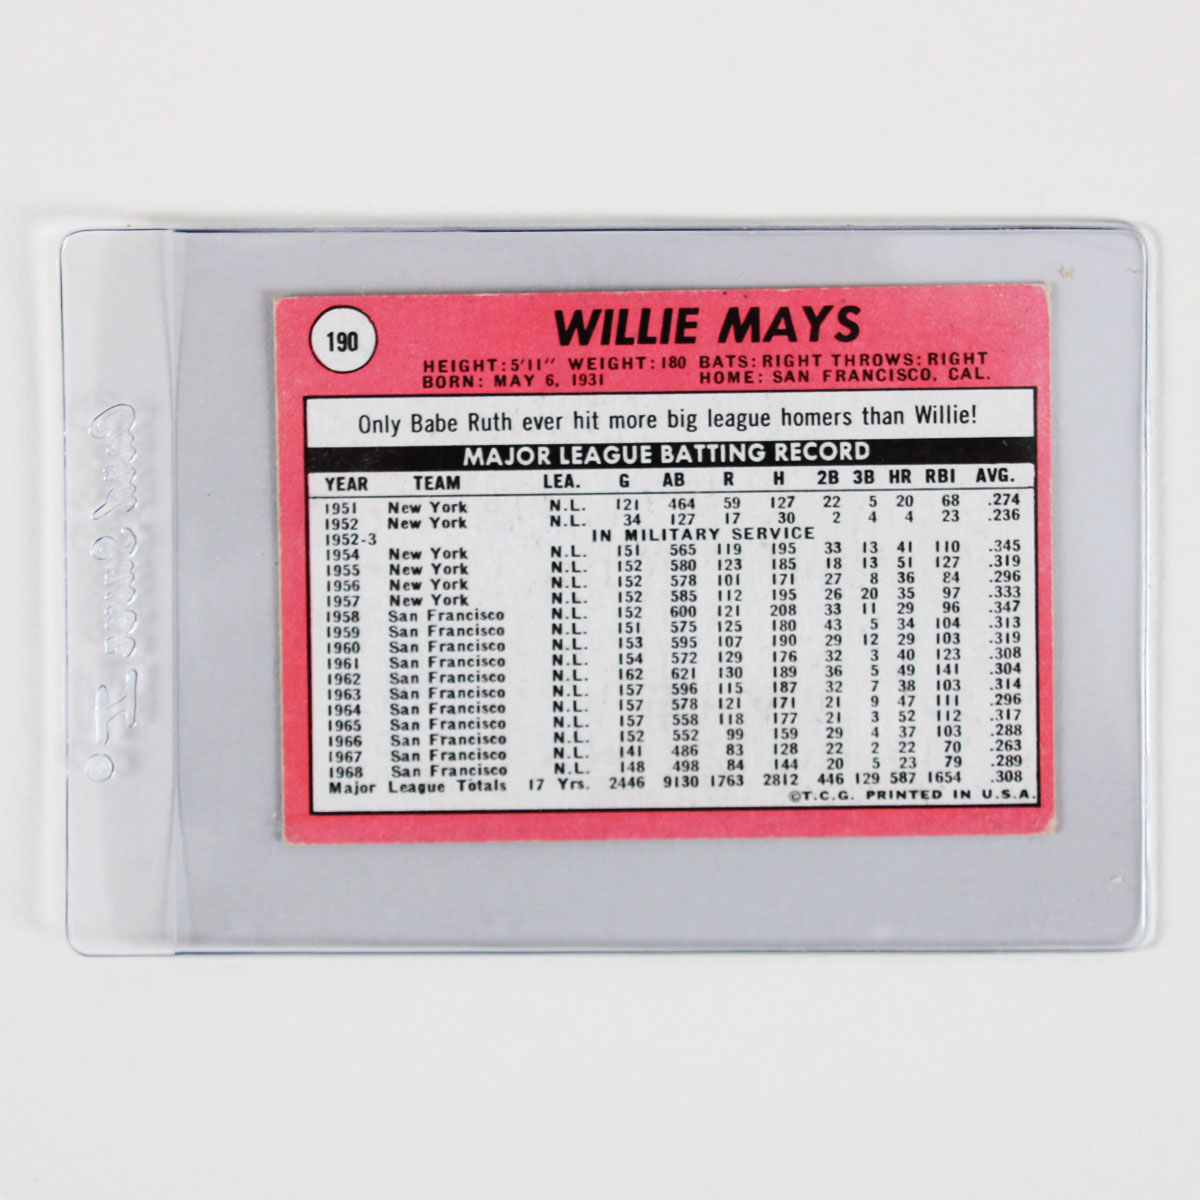 190
WILLIE MAYS
HEIGHT: 5'11" WEIGHT: 180 BATS: RIGHT THROWS: RIGHT
BORN: MAY 6, 1931 HOME: SAN FRANCISCO, CAL.
Only Babe Ruth ever hit more big league homers than Willie!
MAJOR LEAGUE BATTING RECORD
YEAR TEAM LEA. G AB R H 2B 3B HR RBI AVG.
1951 New York N.L. 121 464 59 127 22 5 20 68 .274
1952 New York N.L. 34 127 17 30 2 4 4 23 .236
1952-3 IN MILITARY SERVICE
1954 New York N.L. 151 565 119 195 33 13 41 110 .345
1955 New York N.L. 152 580 123 185 18 13 51 127 .319
1956 New York N.L. 152 578 101 171 27 8 36 84 .296
1957 New York N.L. 152 585 112 195 26 20 35 97 .333
1958 San Francisco N.L. 152 600 121 208 33 11 29 96 .347
1959 San Francisco N.L. 151 575 125 180 43 5 34 104 .313
1960 San Francisco N.L. 153 595 107 190 29 12 29 103 .319
1961 San Francisco N.L. 154 572 129 176 32 3 40 123 .308
1962 San Francisco N.L. 162 621 130 189 36 5 49 141 .304
1963 San Francisco N.L. 157 596 115 187 32 7 38 103 .314
1964 San Francisco N.L. 157 578 121 171 21 9 47 111 .296
1965 San Francisco N.L. 157 558 118 177 21 3 52 112 .317
1966 San Francisco N.L. 152 552 99 159 29 4 37 103 .288
1967 San Francisco N.L. 141 486 83 128 22 2 22 70 .263
1968 San Francisco N.L. 148 498 84 144 20 5 23 79 .289
Major League Totals 17 Yrs. 2446 9130 1763 2812 446 129 587 1654 .308
©T.C.G. PRINTED IN U.S.A.
Card Saver I